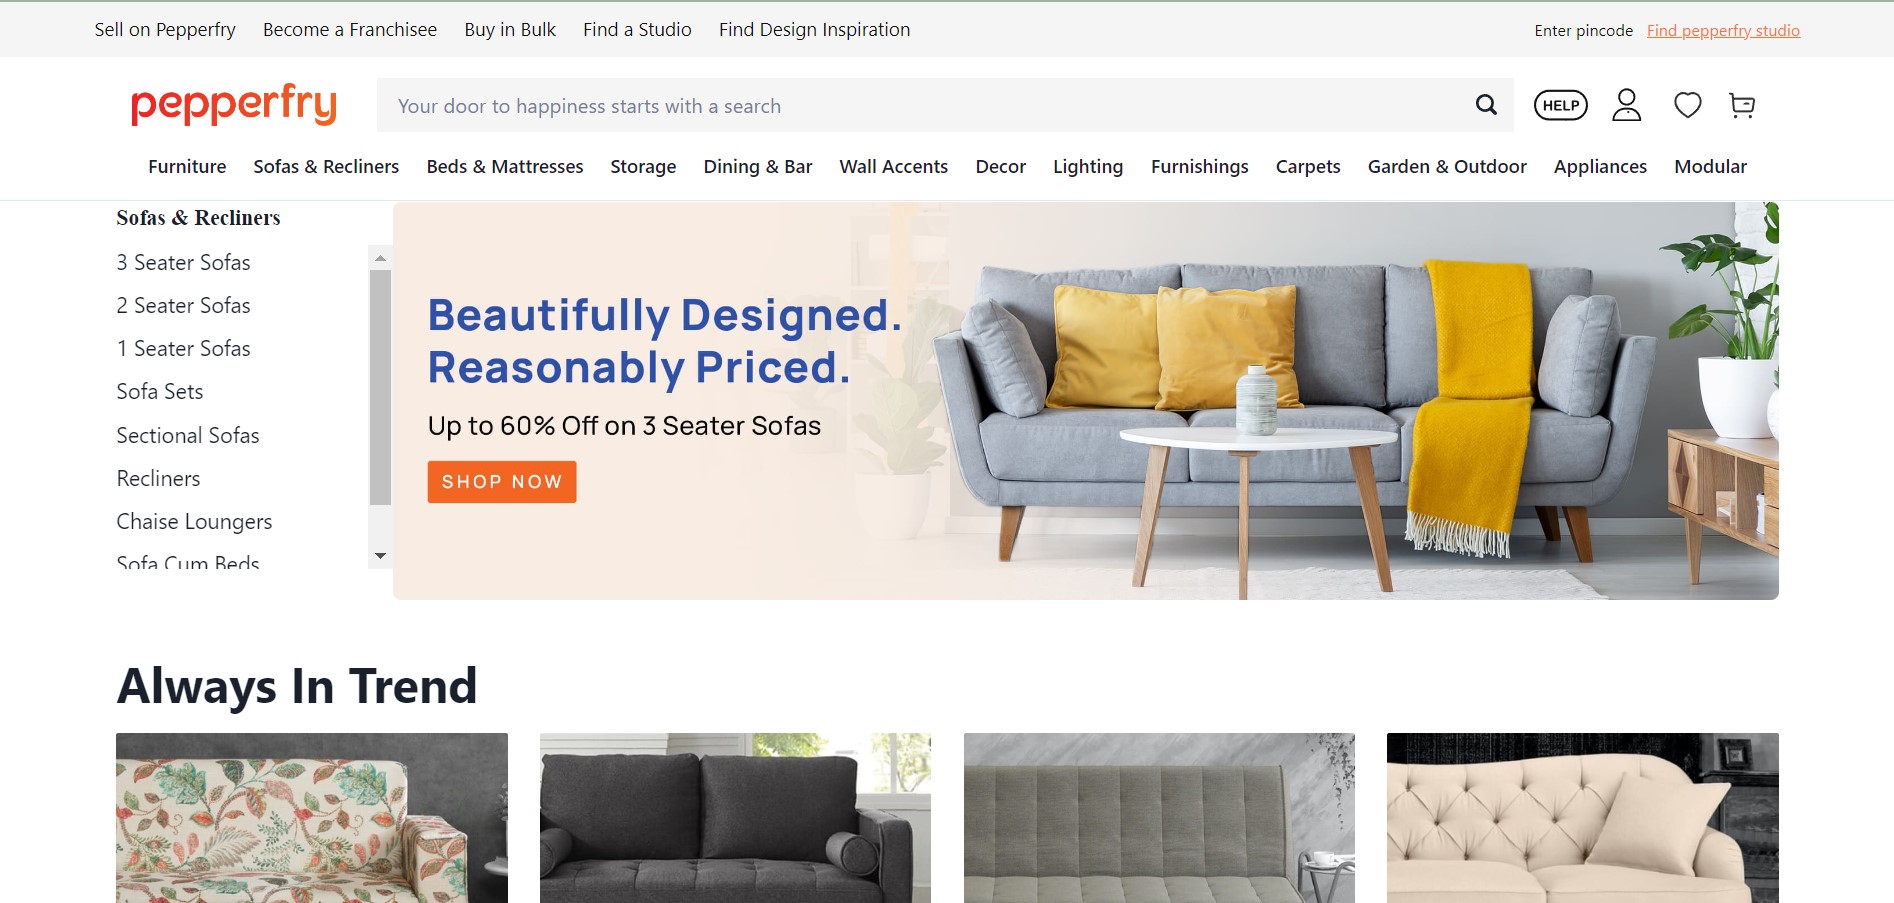 Sell on Pepperfry Become a Franchisee Buy in Bulk Find a Studio Find Design Inspiration Enter pincode Find pepperfry studio
pepperfry Your door to happiness starts with a search HELP
Furniture Sofas & Recliners Beds & Mattresses Storage Dining & Bar Wall Accents Decor Lighting Furnishings Carpets Garden & Outdoor Appliances Modular
Sofas & Recliners
3 Seater Sofas
2 Seater Sofas
1 Seater Sofas
Sofa Sets
Sectional Sofas
Recliners
Chaise Loungers
Sofa Cum Beds
Beautifully Designed.
Reasonably Priced.
Up to 60% Off on 3 Seater Sofas
SHOP NOW
Always In Trend